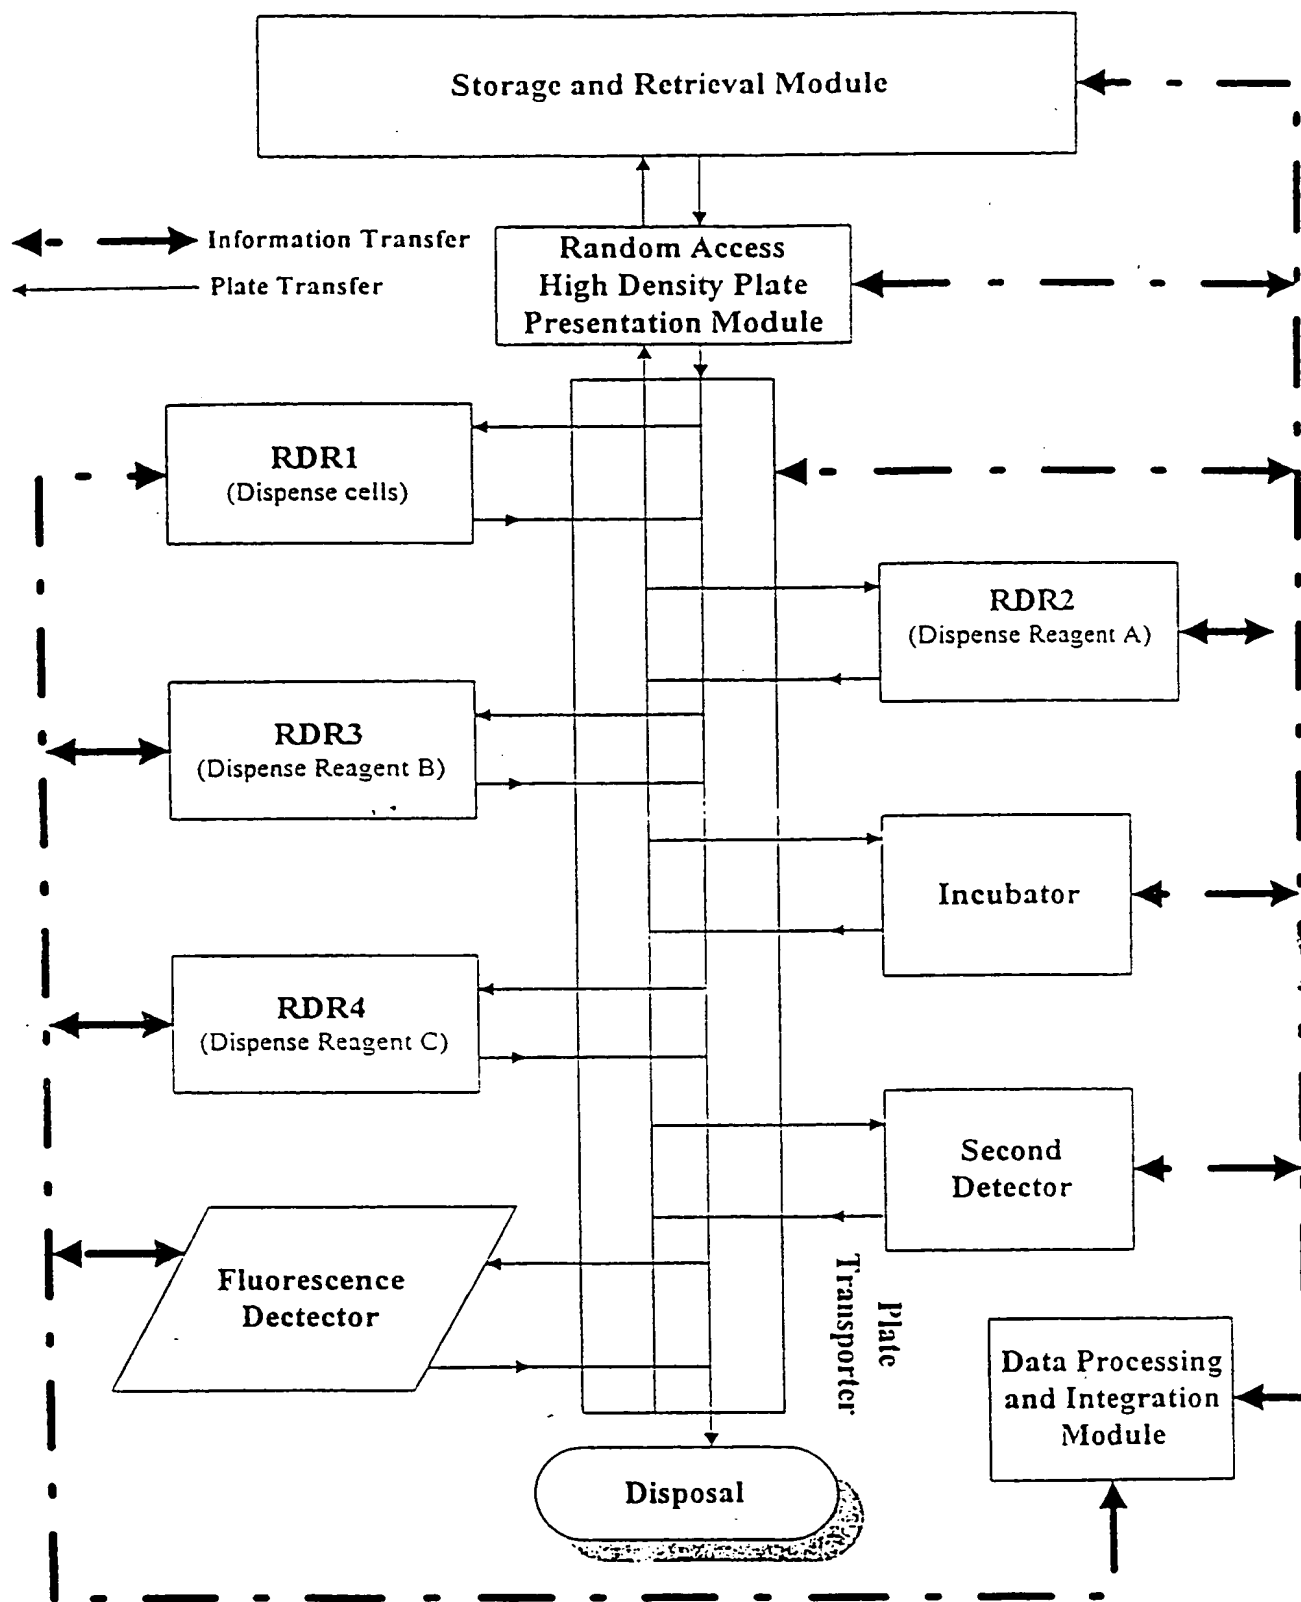 Storage and Retrieval Module
Information Transfer
Plate Transfer
Random Access
High Density Plate
Presentation Module
RDR1
(Dispense cells)
RDR2
(Dispense Reagent A)
RDR3
(Dispense Reagent B)
Incubator
RDR4
(Dispense Reagent C)
Second
Detector
Fluorescence
Dectector
Plate
Transporter
Data Processing
and Integration
Module
Disposal